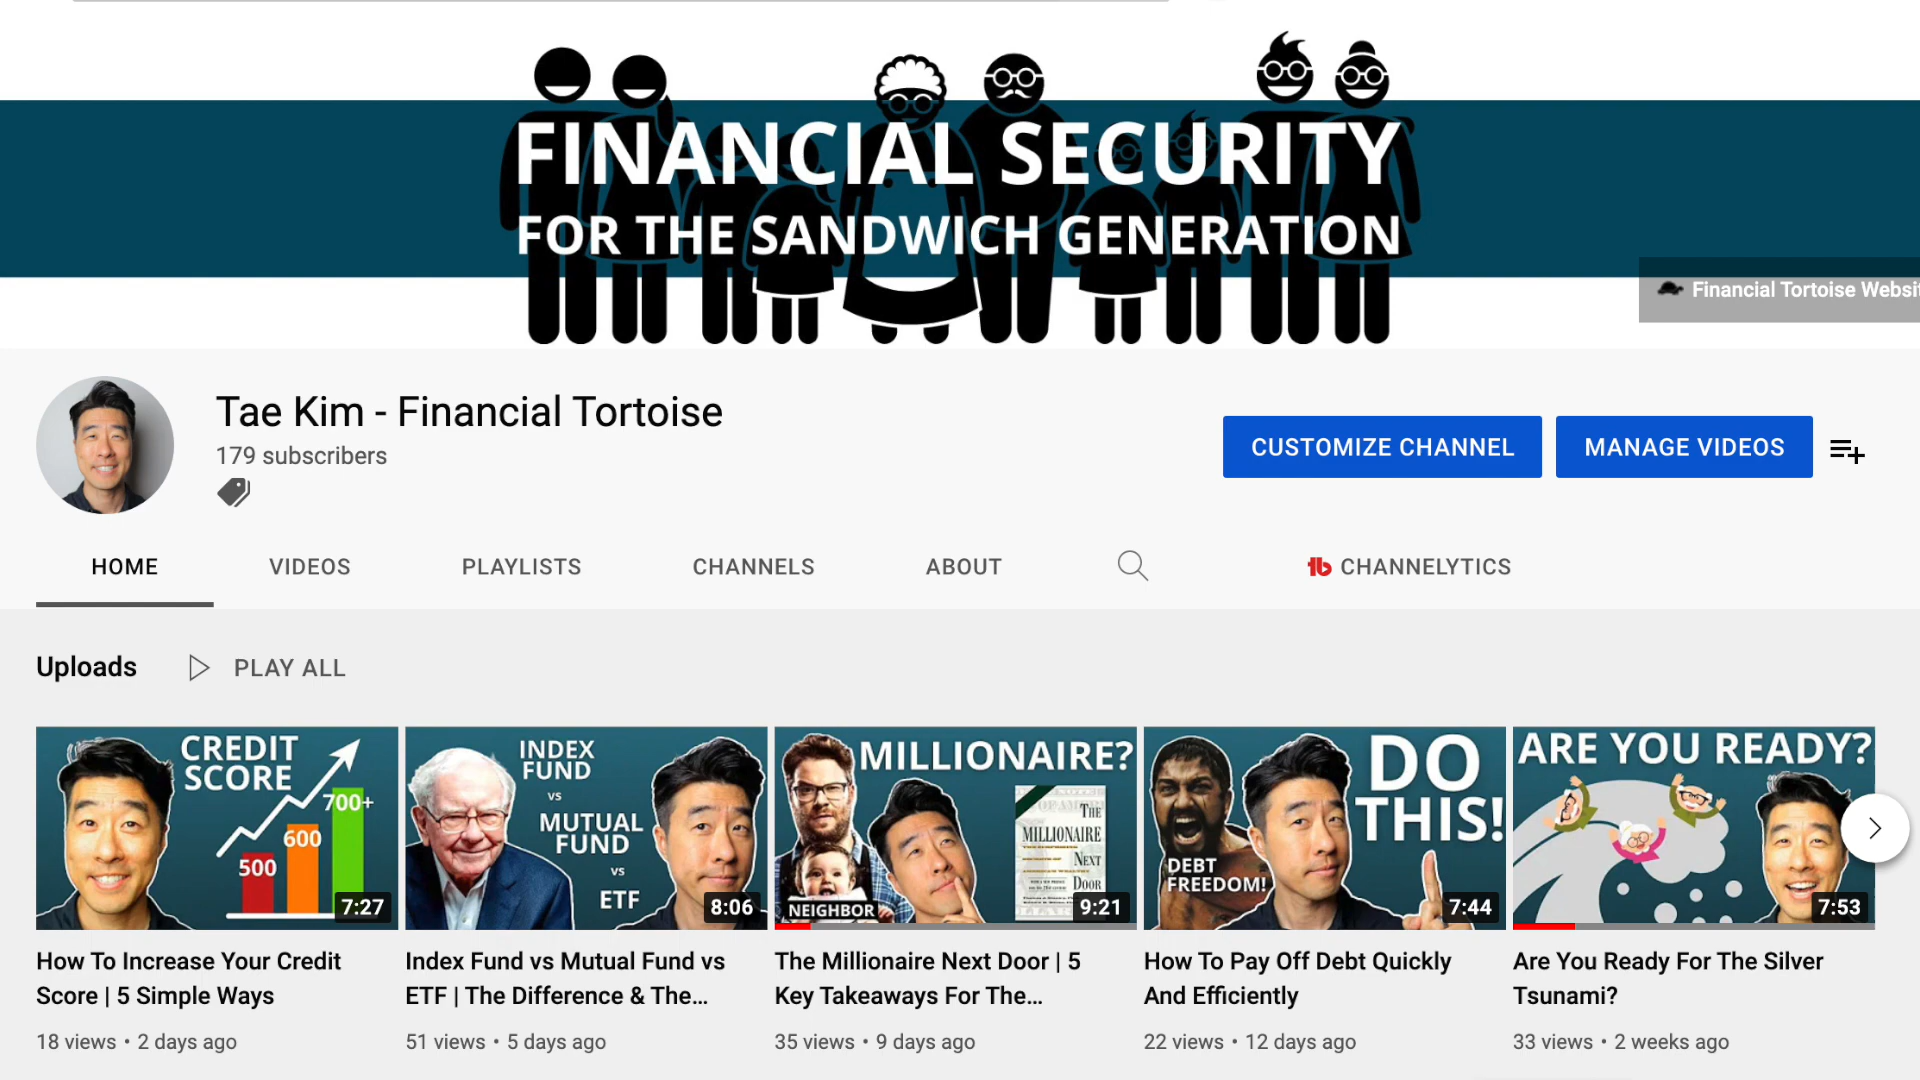 FINANCIAL SECURITY
FOR THE SANDWICH GENERATION
Financial Tortoise
Tae Kim - Financial Tortoise
179 subscribers
CUSTOMIZE CHANNEL
MANAGE VIDEOS
HOME
VIDEOS
PLAYLISTS
CHANNELS
ABOUT
CHANNELYTICS
Uploads
PLAY ALL
CREDIT
SCORE
700+
600
500
7:27
INDEX
FUND
VS
MUTUAL
FUND
VS
ETF
8:06
MILLIONAIRE?
THE
MILLIONAIRE
NEXT
DOOR
NEIGHBOR
9:21
DO
THIS!
DEBT
FREEDOM!
7:44
ARE YOU READY?
7:53
How To Increase Your Credit
Score | 5 Simple Ways
18 views • 2 days ago
Index Fund vs Mutual Fund vs
ETF | The Difference & The...
51 views • 5 days ago
The Millionaire Next Door | 5
Key Takeaways For The...
35 views • 9 days ago
How To Pay Off Debt Quickly
And Efficiently
22 views • 12 days ago
Are You Ready For The Silver
Tsunami?
33 views • 2 weeks ago